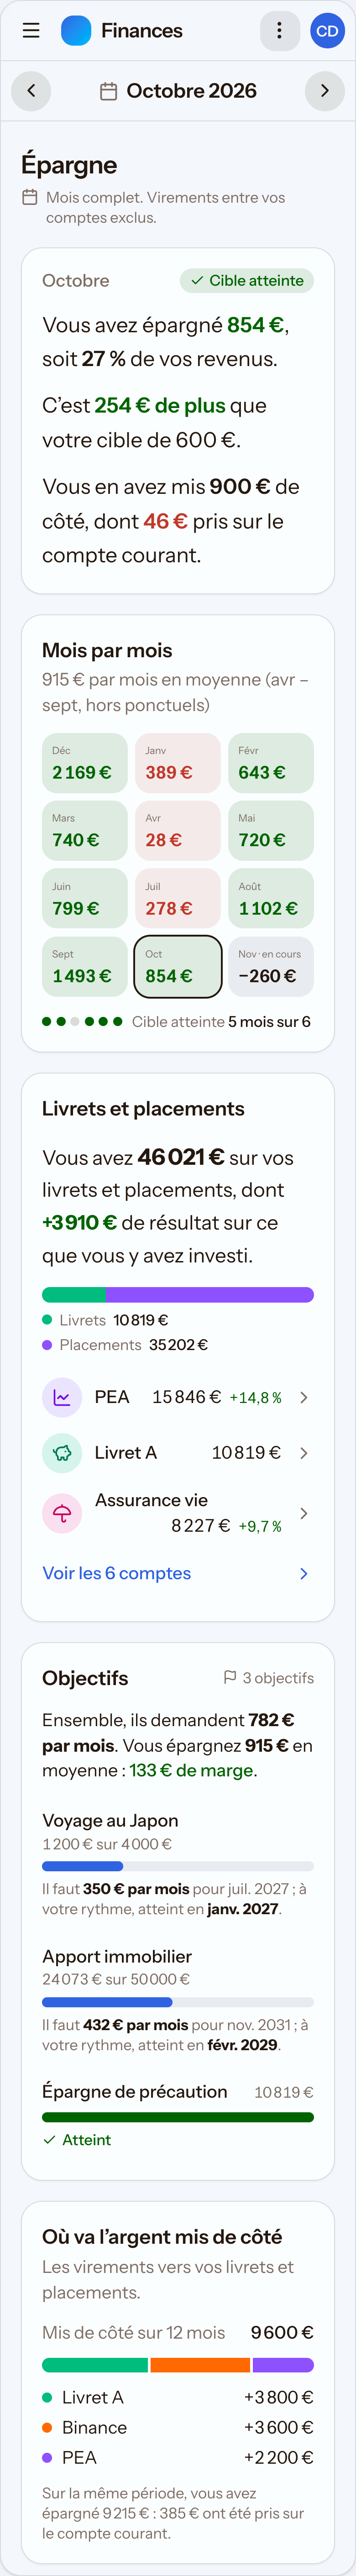 Finances
CD
Octobre 2026
Épargne
Mois complet. Virements entre vos
comptes exclus.
Octobre
Cible atteinte
Vous avez épargné 854 €,
soit 27 % de vos revenus.
C’est 254 € de plus que
votre cible de 600 €.
Vous en avez mis 900 € de
côté, dont 46 € pris sur le
compte courant.
Mois par mois
915 € par mois en moyenne (avr –
sept, hors ponctuels)
Déc Janv Févr
2 169 € 389 € 643 €
Mars Avr Mai
740 € 28 € 720 €
Juin Juil Août
799 € 278 € 1 102 €
Sept Oct Nov · en cours
1 493 € 854 € −260 €
Cible atteinte 5 mois sur 6
Livrets et placements
Vous avez 46 021 € sur vos
livrets et placements, dont
+3 910 € de résultat sur ce
que vous y avez investi.
Livrets 10 819 €
Placements 35 202 €
PEA 15 846 € +14,8 %
Livret A 10 819 €
Assurance vie
8 227 € +9,7 %
Voir les 6 comptes
Objectifs 3 objectifs
Ensemble, ils demandent 782 €
par mois. Vous épargnez 915 € en
moyenne : 133 € de marge.
Voyage au Japon
1 200 € sur 4 000 €
Il faut 350 € par mois pour juil. 2027 ; à
votre rythme, atteint en janv. 2027.
Apport immobilier
24 073 € sur 50 000 €
Il faut 432 € par mois pour nov. 2031 ; à
votre rythme, atteint en févr. 2029.
Épargne de précaution 10 819 €
Atteint
Où va l’argent mis de côté
Les virements vers vos livrets et
placements.
Mis de côté sur 12 mois 9 600 €
Livret A +3 800 €
Binance +3 600 €
PEA +2 200 €
Sur la même période, vous avez
épargné 9 215 € : 385 € ont été pris sur
le compte courant.